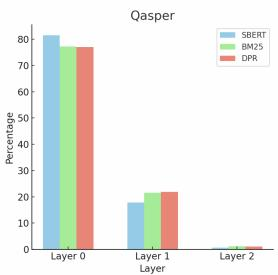 Qasper
SBERT
BM25
DPR
80
70
60
50
40
30
20
10
0
Percentage
Layer 0
Layer 1
Layer 2
Layer